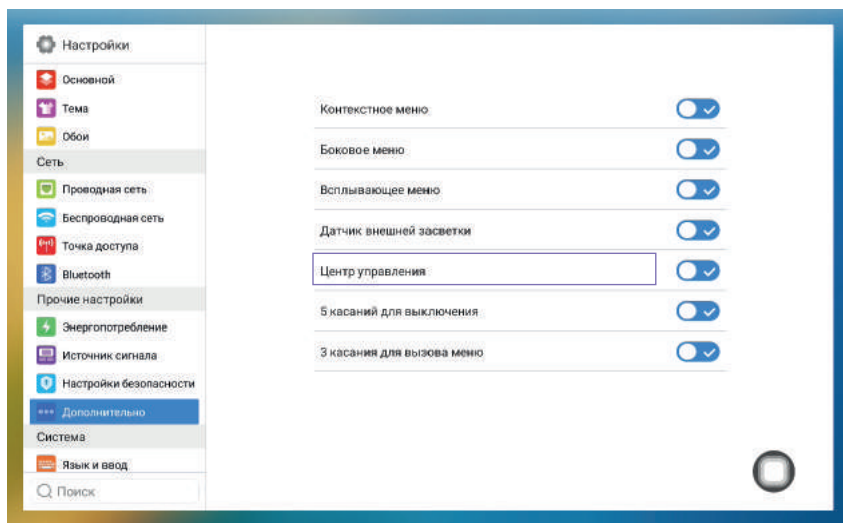 Настройки
Основной
Тема
Обои
Сеть
Проводная сеть
Беспроводная сеть
Точка доступа
Bluetooth
Прочие настройки
Энергопотребление
Источник сигнала
Настройки безопасности
Дополнительно
Система
Язык и ввод
Поиск
Контекстное меню
Боковое меню
Всплывающее меню
Датчик внешней засветки
Центр управления
5 касаний для выключения
3 касания для вызова меню